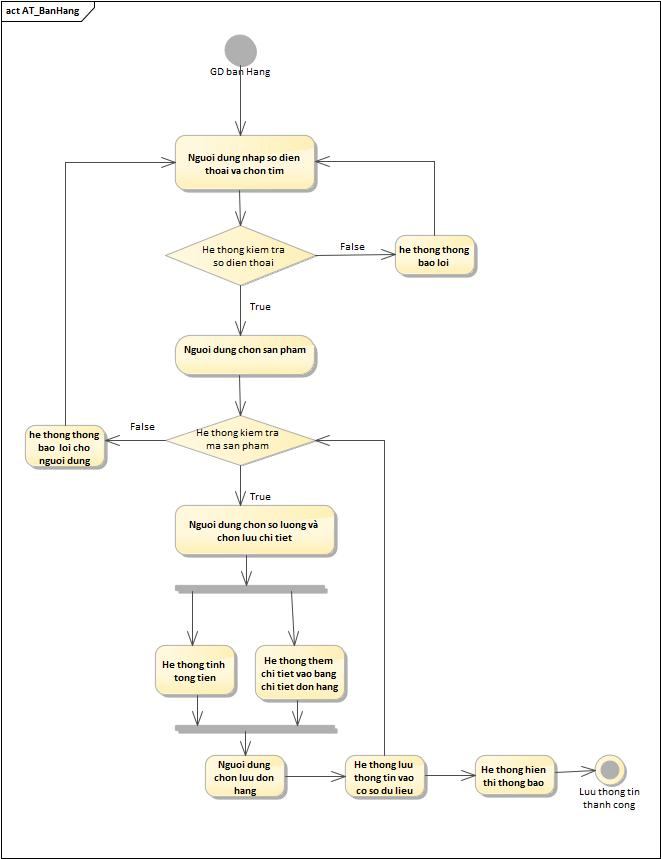 act AT_BanHang
GD ban Hang
Nguoi dung nhap so dien
thoai va chon tim
He thong kiem tra
so dien thoai
False
he thong thong
bao loi
True
Nguoi dung chon san pham
He thong kiem tra
ma san pham
False
he thong thong
bao loi cho
nguoi dung
True
Nguoi dung chon so luong và
chon luu chi tiet
He thong tinh
tong tien
He thong them
chi tiet vao bang
chi tiet don hang
Nguoi dung
chon luu don
hang
He thong luu
thong tin vao
co so du lieu
He thong hien
thi thong bao
Luu thong tin
thanh cong